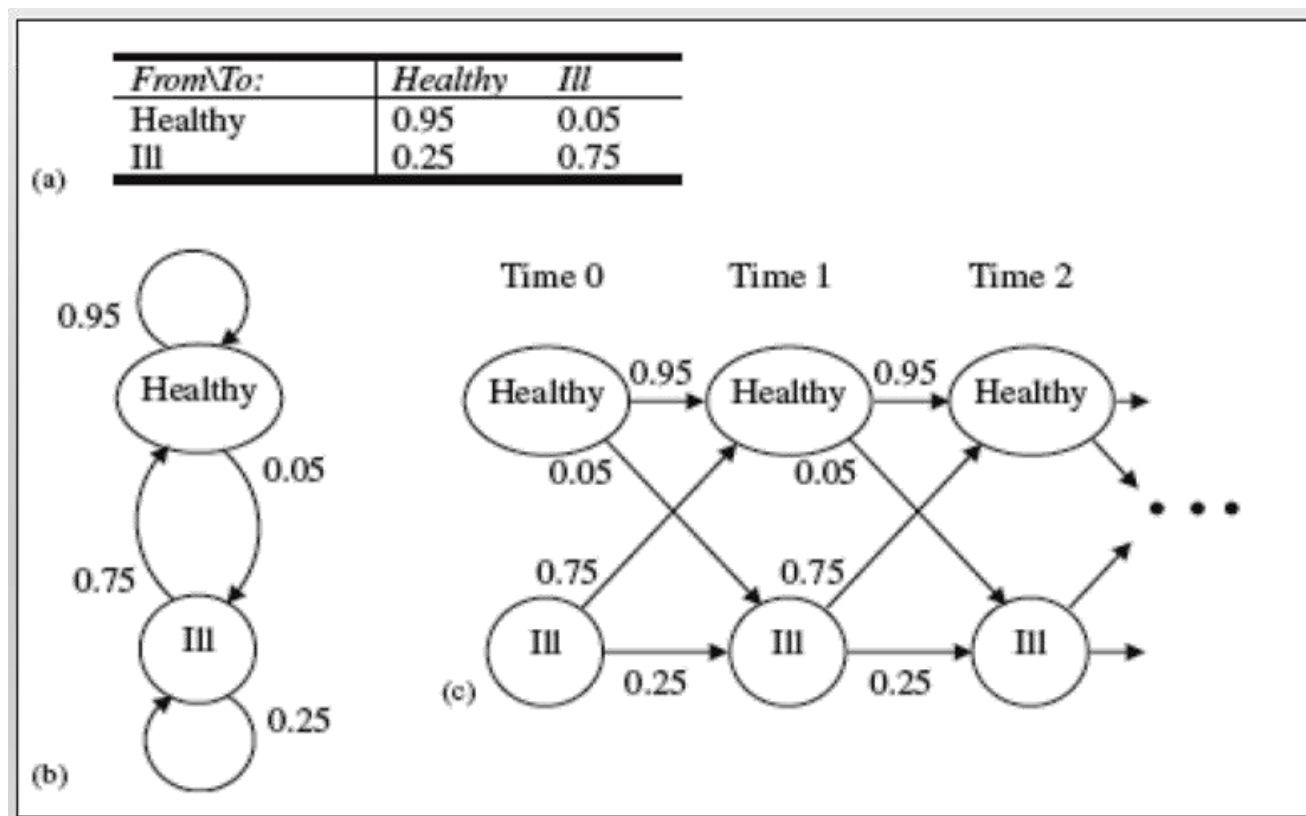 From\To: Healthy Ill
Healthy 0.95 0.05
Ill 0.25 0.75
(a)
0.95
Healthy
0.05
0.75
Ill
0.25
(b)
Time 0 Time 1 Time 2
Healthy 0.95 Healthy 0.95 Healthy
0.05 0.05
0.75 0.75
Ill Ill Ill
0.25 0.25
(c)